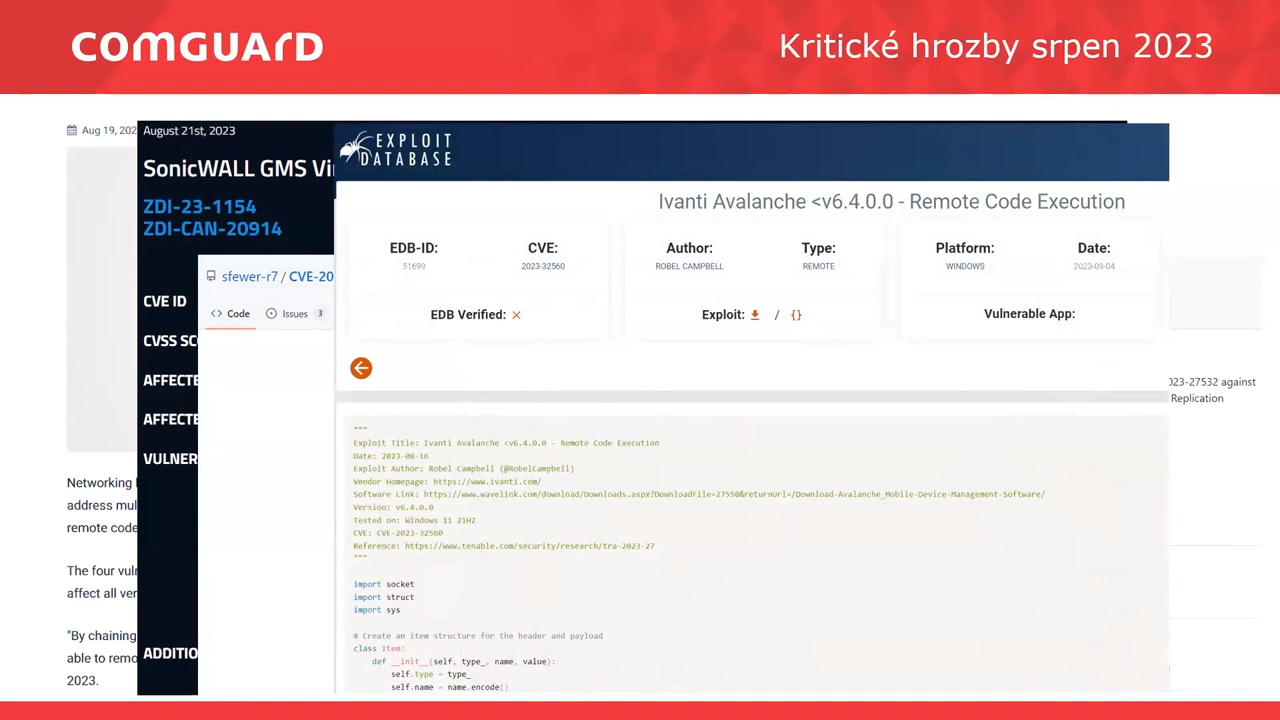 COMGUARD
Kritické hrozby srpen 2023
Aug 19, 202
August 21st, 2023
SonicWALL GMS Vi
ZDI-23-1154
ZDI-CAN-20914
CVE ID
CVSS SC
AFFECTE
AFFECTE
VULNER
ADDITIO
sfewer-r7 / CVE-20
Code
Issues 3
EXPLOIT
DATABASE
Ivanti Avalanche <v6.4.0.0 - Remote Code Execution
EDB-ID:
51699
CVE:
2023-32560
EDB Verified: ×
Author:
ROBEL CAMPBELL
Type:
REMOTE
Exploit: / {}
Platform:
WINDOWS
Date:
2023-09-04
Vulnerable App:
"""
Exploit Title: Ivanti Avalanche <v6.4.0.0 - Remote Code Execution
Date: 2023-08-16
Exploit Author: Robel Campbell (@RobelCampbell)
Vendor Homepage: https://www.ivanti.com/
Software Link: https://www.wavelink.com/download/Downloads.aspx?DownloadFile=27550&returnUrl=/Download-Avalanche_Mobile-Device-Management-Software/
Version: v6.4.0.0
Tested on: Windows 11 21H2
CVE: CVE-2023-32560
Reference: https://www.tenable.com/security/research/tra-2023-27
"""
import socket
import struct
import sys
# Create an item structure for the header and payload
class Item:
def __init__(self, type_, name, value):
self.type = type_
self.name = name.encode()
Networking
address mul
remote code
The four vuln
affect all ver
"By chaining
able to remo
2023.
023-27532 against
Replication